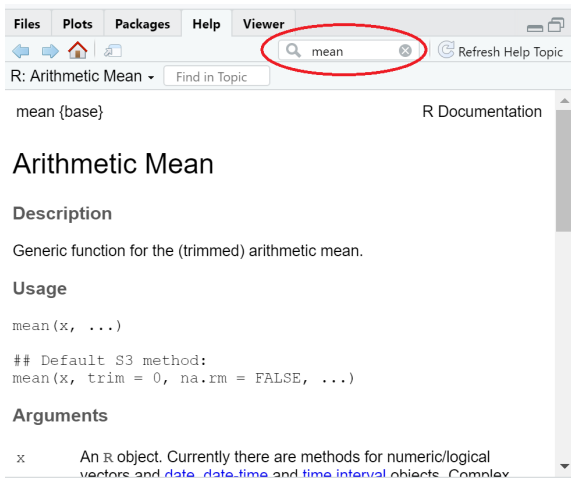 Files Plots Packages Help Viewer
mean Refresh Help Topic
R: Arithmetic Mean Find in Topic
mean {base} R Documentation
Arithmetic Mean
Description
Generic function for the (trimmed) arithmetic mean.
Usage
mean(x, ...)
## Default S3 method:
mean(x, trim = 0, na.rm = FALSE, ...)
Arguments
x An R object. Currently there are methods for numeric/logical
vectors and date, date-time and time interval objects. Complex